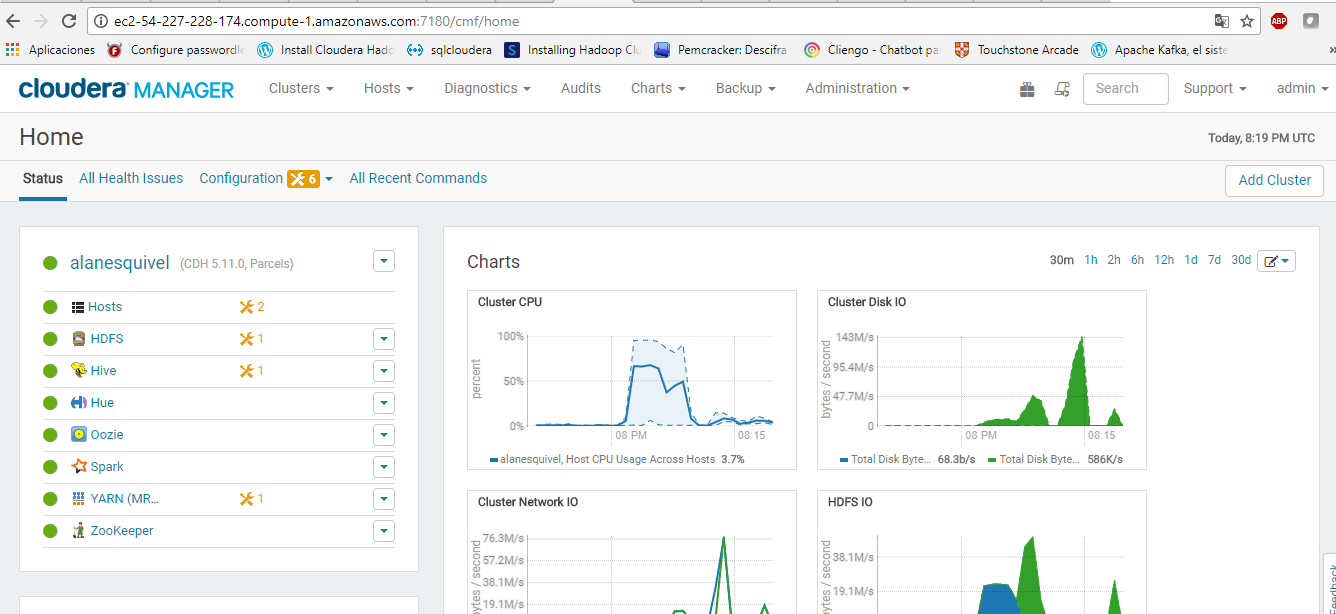 ec2-54-227-228-174.compute-1.amazonaws.com:7180/cmf/home
ABP
Aplicaciones Configure passwordle Install Cloudera Hado sqlcloudera Installing Hadoop Clu Pemcracker: Descifra Cliengo - Chatbot pa Touchstone Arcade Apache Kafka, el siste
cloudera MANAGER Clusters Hosts Diagnostics Audits Charts Backup Administration Search Support admin
Home Today, 8:19 PM UTC
Status All Health Issues Configuration 6 All Recent Commands Add Cluster
alanesquivel (CDH 5.11.0, Parcels)
Hosts 2
HDFS 1
Hive 1
Hue
Oozie
Spark
YARN (MR... 1
ZooKeeper
Charts 30m 1h 2h 6h 12h 1d 7d 30d
Cluster CPU
percent
100%
50%
0%
08 PM 08:15
alanesquivel, Host CPU Usage Across Hosts 3.7%
Cluster Disk IO
bytes / second
143M/s
95.4M/s
47.7M/s
0
08 PM 08:15
Total Disk Byte... 68.3b/s Total Disk Byte... 586K/s
Cluster Network IO
bytes / second
76.3M/s
57.2M/s
38.1M/s
19.1M/s
HDFS IO
bytes / second
38.1M/s
19.1M/s
Feedback